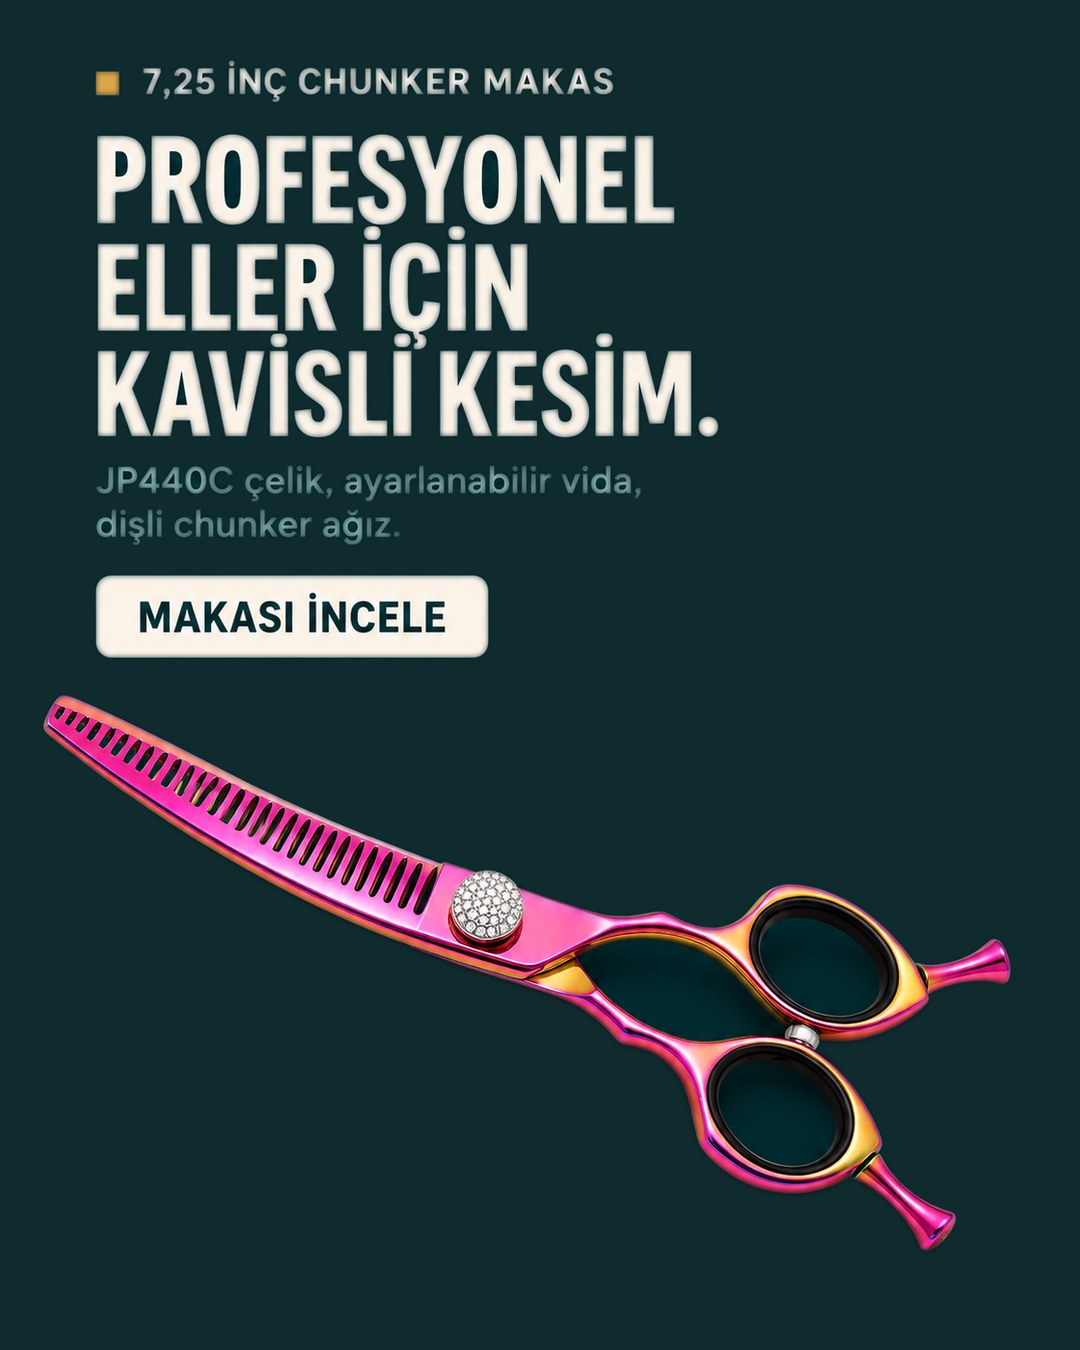 7,25 İNÇ CHUNKER MAKAS
PROFESYONEL
ELLER İÇİN
KAVİSLİ KESİM.
JP440C çelik, ayarlanabilir vida,
dişli chunker ağız.
MAKASI İNCELE